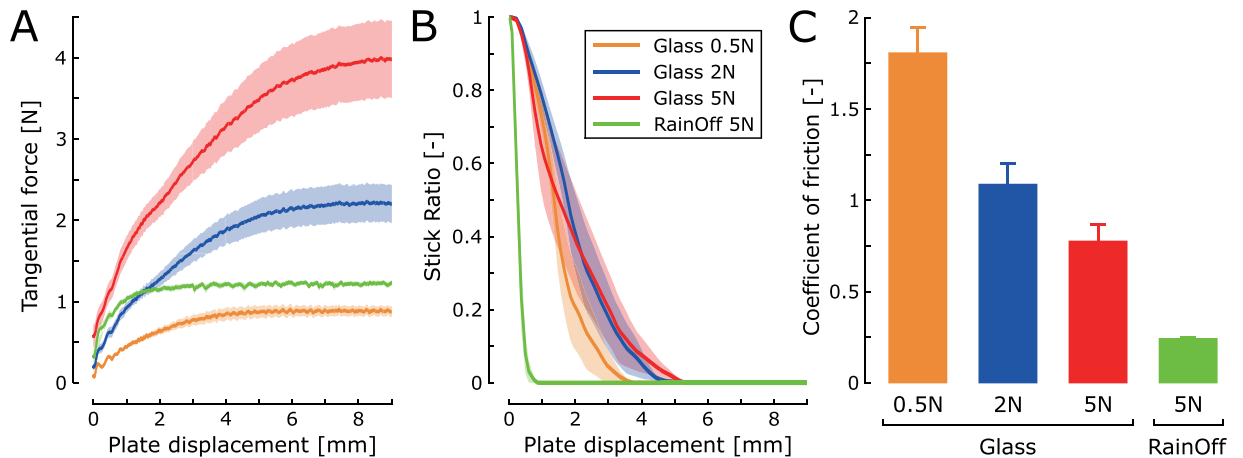 A
B
C
Tangential force [N]
4
3
2
1
0
0 2 4 6 8
Plate displacement [mm]
Stick Ratio [-]
1
0.8
0.6
0.4
0.2
0
0 2 4 6 8
Plate displacement [mm]
Glass 0.5N
Glass 2N
Glass 5N
RainOff 5N
Coefficient of friction [-]
2
1.5
1
0.5
0
0.5N 2N 5N 5N
Glass RainOff